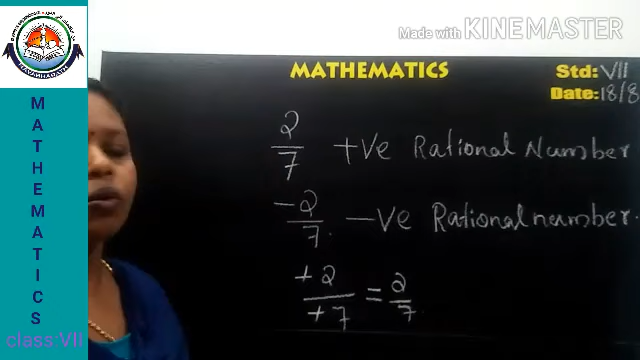 Made with KINEMASTER
MATHEMATICS
Std: VII
Date: 18/8
2/7 +Ve Rational Number
-2/7 -Ve Rational number.
+2/+7 = 2/7
MATHEMATICS
class:VII